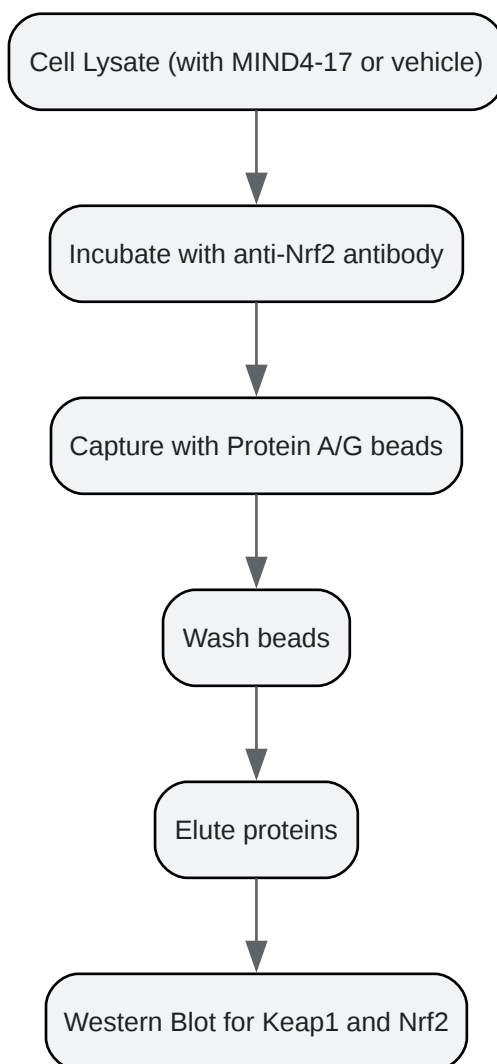 Cell Lysate (with MIND4-17 or vehicle)
Incubate with anti-Nrf2 antibody
Capture with Protein A/G beads
Wash beads
Elute proteins
Western Blot for Keap1 and Nrf2